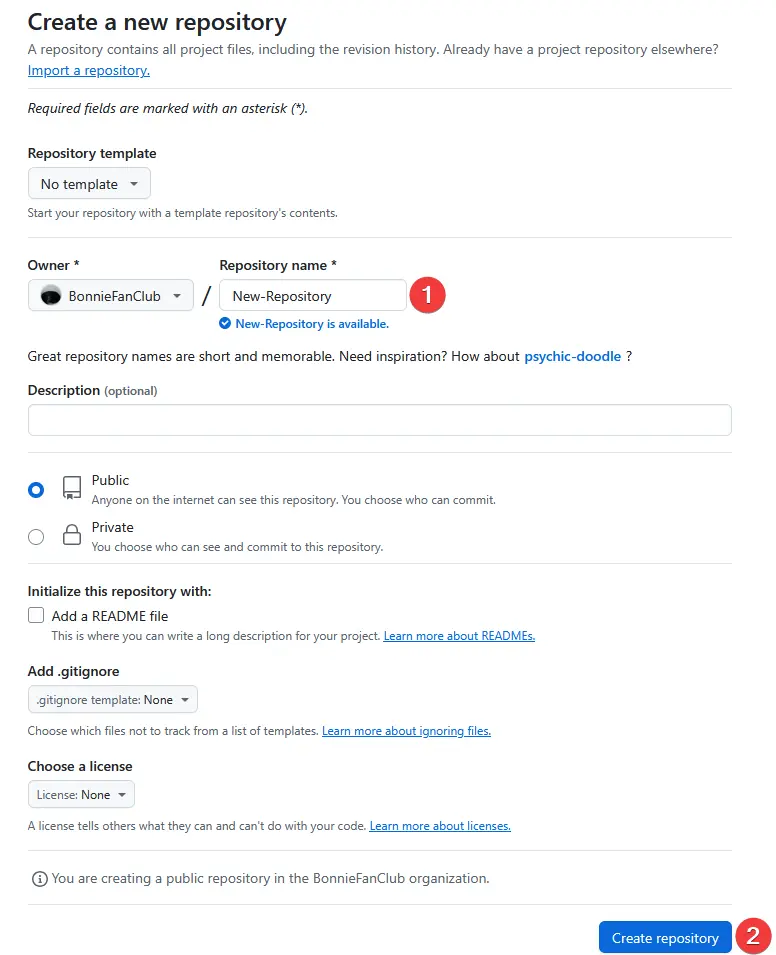 Create a new repository
A repository contains all project files, including the revision history. Already have a project repository elsewhere?
Import a repository.
Required fields are marked with an asterisk (*).
Repository template
No template
Start your repository with a template repository's contents.
Owner * Repository name *
BonnieFanClub / New-Repository 1
New-Repository is available.
Great repository names are short and memorable. Need inspiration? How about psychic-doodle ?
Description (optional)
Public
Anyone on the internet can see this repository. You choose who can commit.
Private
You choose who can see and commit to this repository.
Initialize this repository with:
Add a README file
This is where you can write a long description for your project. Learn more about READMEs.
Add .gitignore
.gitignore template: None
Choose which files not to track from a list of templates. Learn more about ignoring files.
Choose a license
License: None
A license tells others what they can and can't do with your code. Learn more about licenses.
You are creating a public repository in the BonnieFanClub organization.
Create repository 2